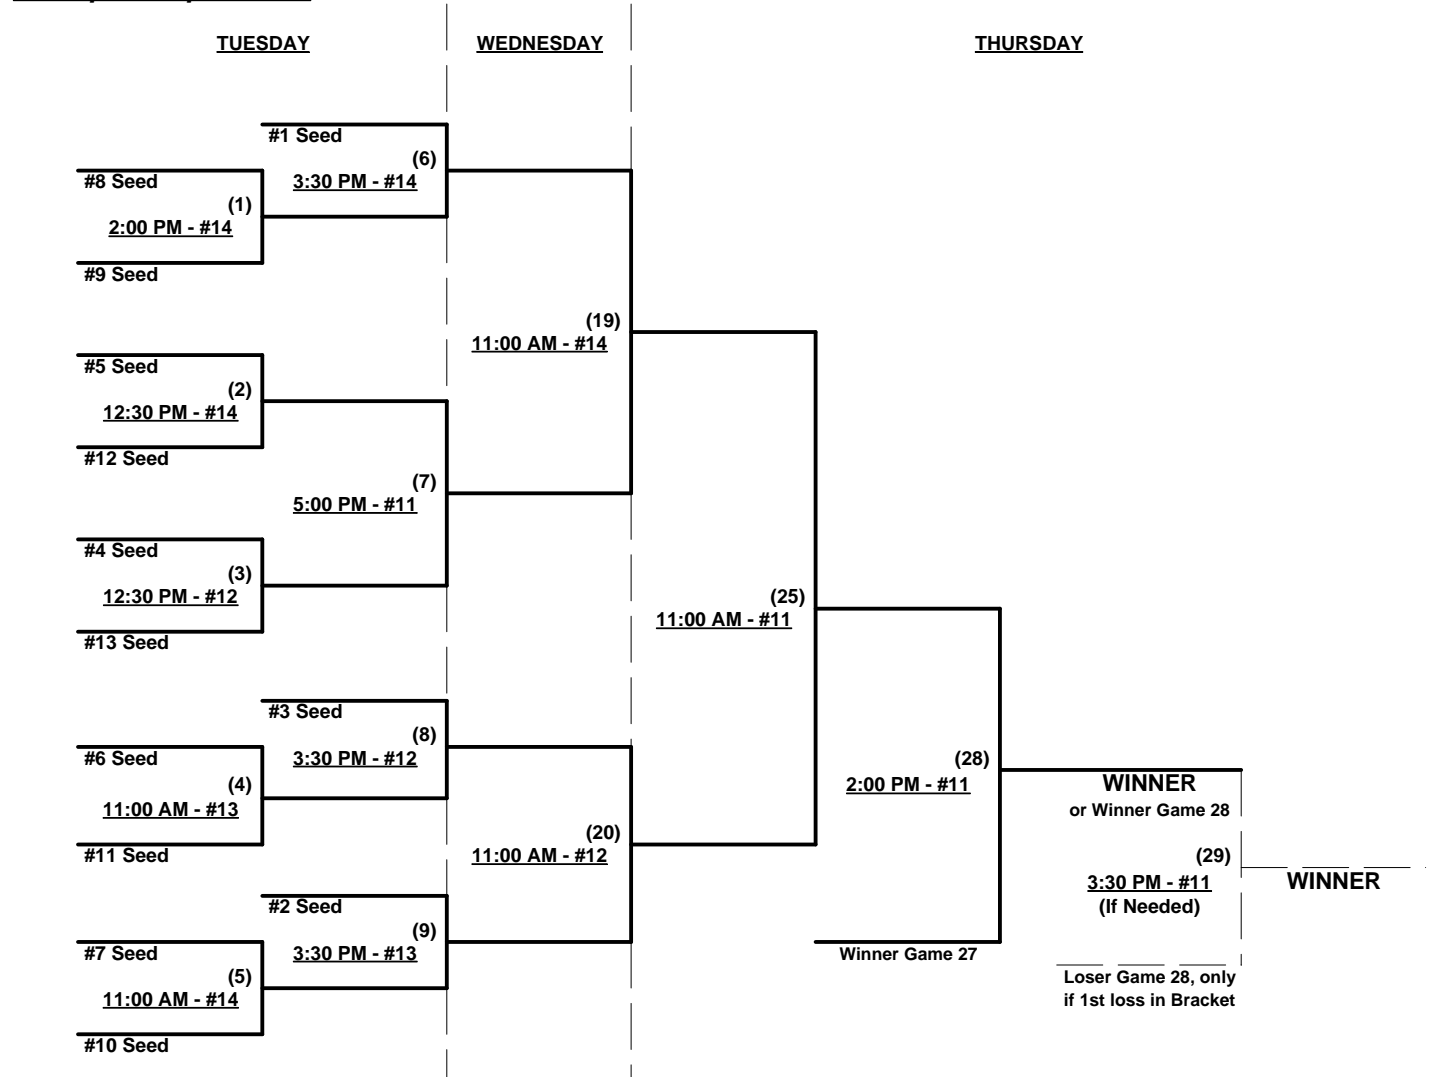 TUESDAY
WEDNESDAY
THURSDAY
#1 Seed
(6)
3:30 PM - #14
#8 Seed
(1)
2:00 PM - #14
#9 Seed
(19)
11:00 AM - #14
#5 Seed
(2)
12:30 PM - #14
#12 Seed
(7)
5:00 PM - #11
#4 Seed
(3)
12:30 PM - #12
#13 Seed
(25)
11:00 AM - #11
#3 Seed
(8)
3:30 PM - #12
#6 Seed
(4)
11:00 AM - #13
#11 Seed
(20)
11:00 AM - #12
#2 Seed
(9)
3:30 PM - #13
#7 Seed
(5)
11:00 AM - #14
#10 Seed
(28)
2:00 PM - #11
Winner Game 27
WINNER
or Winner Game 28
(29)
3:30 PM - #11
(If Needed)
Loser Game 28, only
if 1st loss in Bracket
WINNER